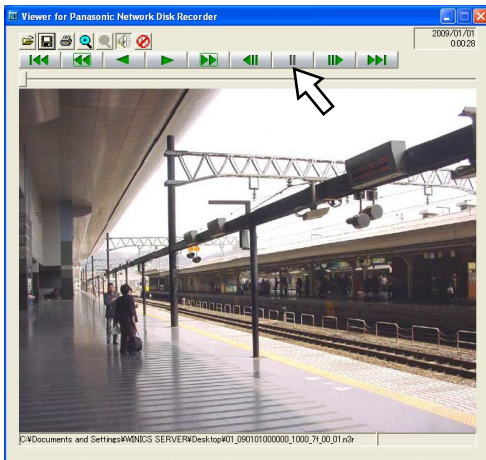 Viewer for Panasonic Network Disk Recorder
2009/01/01
0:00:28
C:¥Documents and Settings¥WINICS SERVER¥Desktop¥01_090101000000_1000_7f_00_01.n3r